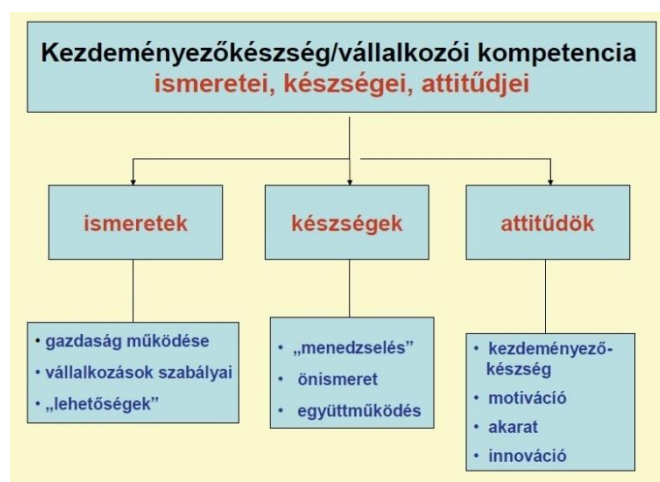 Kezdeményezőkészség/vállalkozói kompetencia
ismeretei, készségei, attitűdjei
ismeretek
készségek
attitűdök
• gazdaság működése
• vállalkozások szabályai
• „lehetőségek”
• „menedzselés”
• önismeret
• együttműködés
• kezdeményező-
készség
• motiváció
• akarat
• innováció